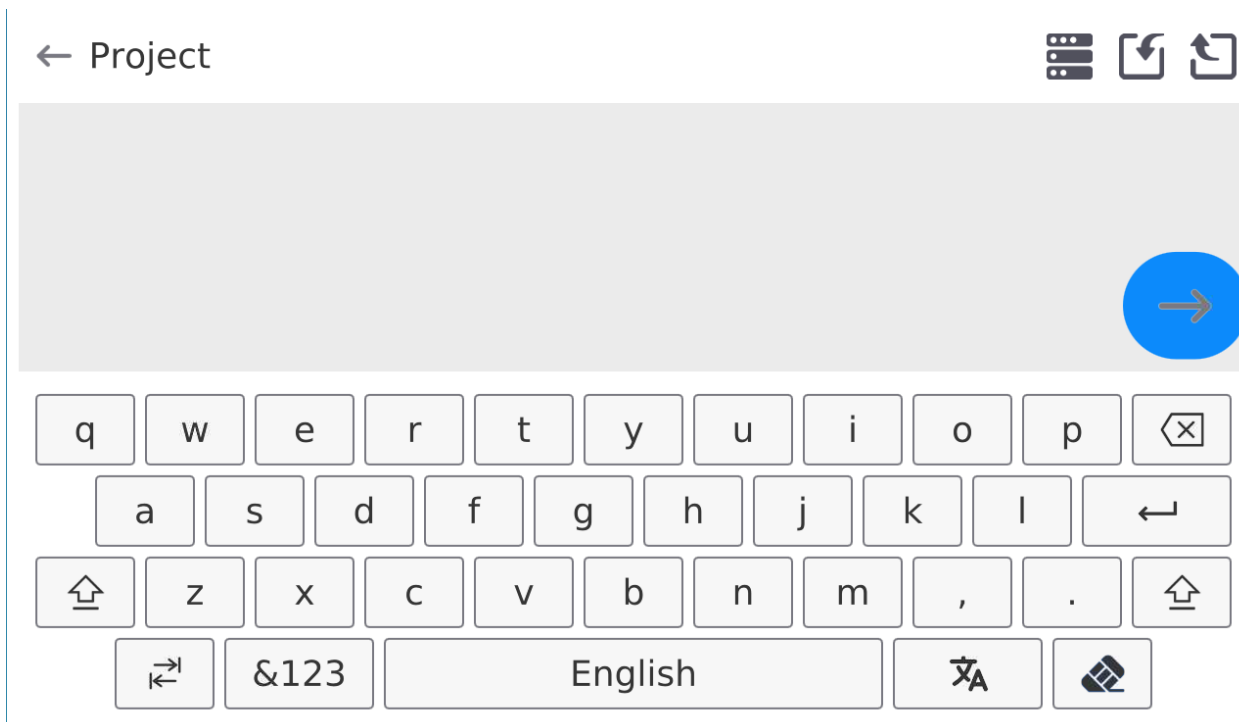 Project
q w e r t y u i o p
a s d f g h j k l
z x c v b n m , .
&123 English